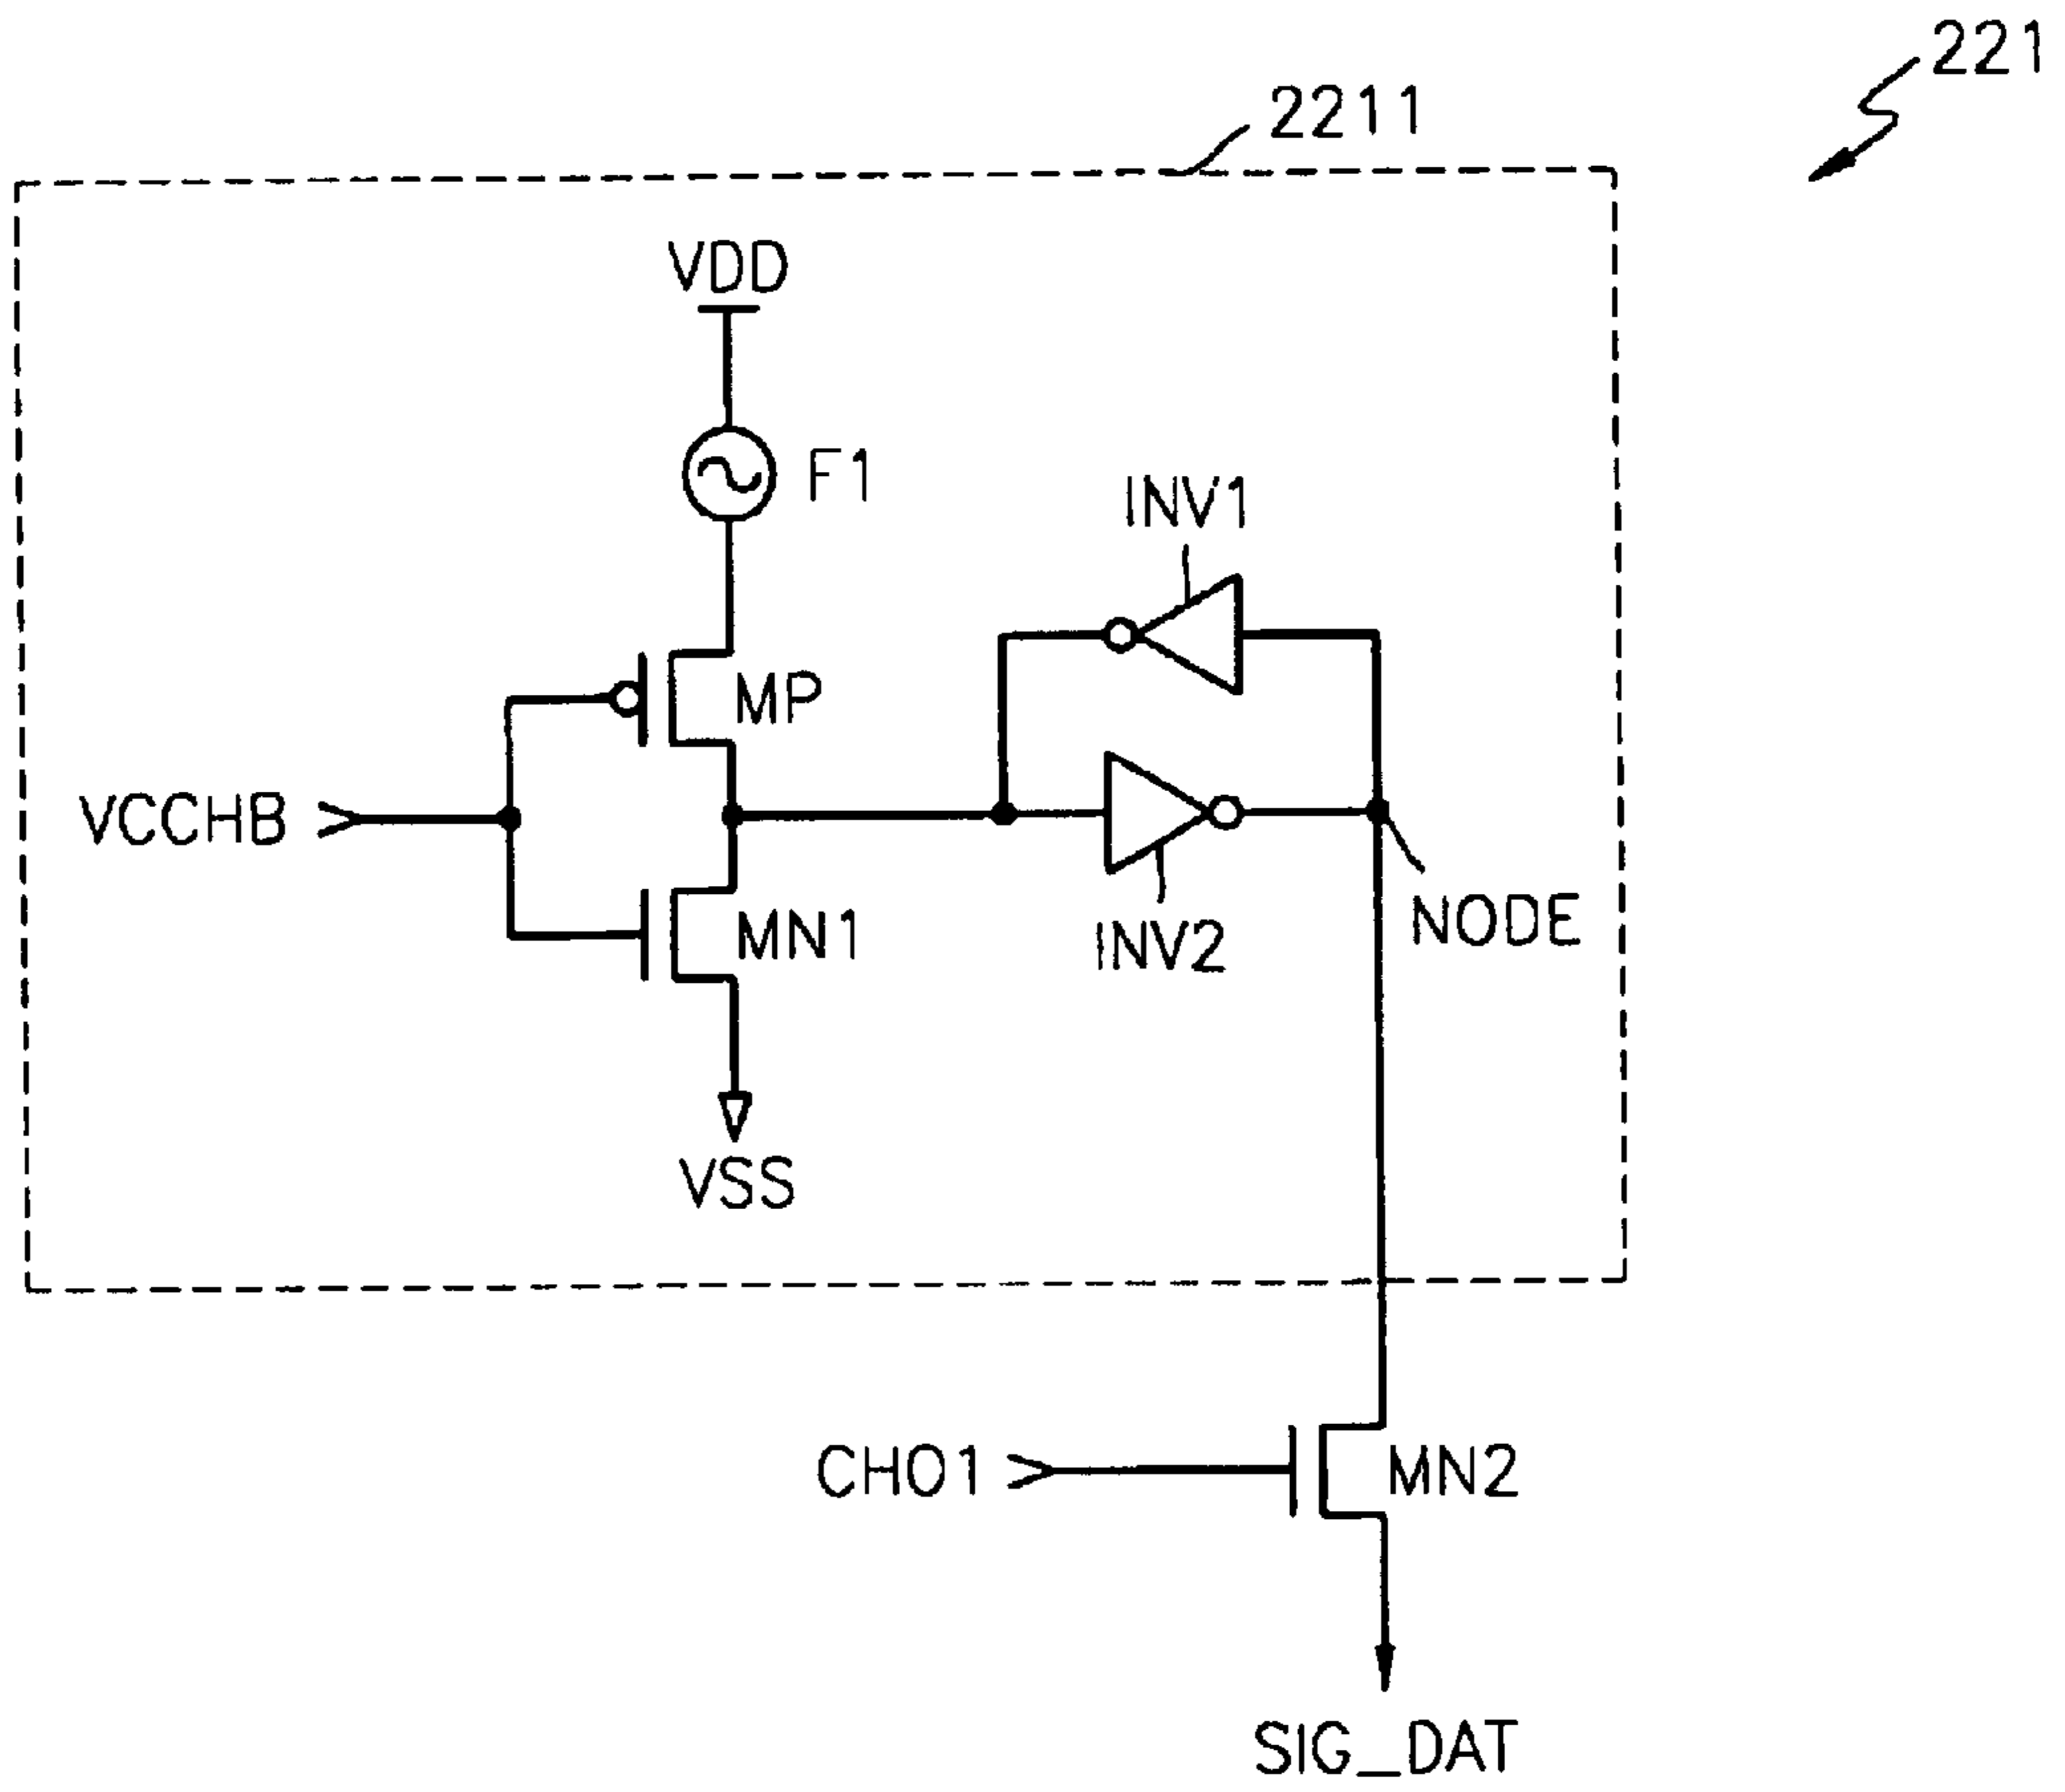 221
2211
VDD
F1
INV1
MP
VCCHB
MN1
INV2
NODE
VSS
CHO1
MN2
SIG_DAT